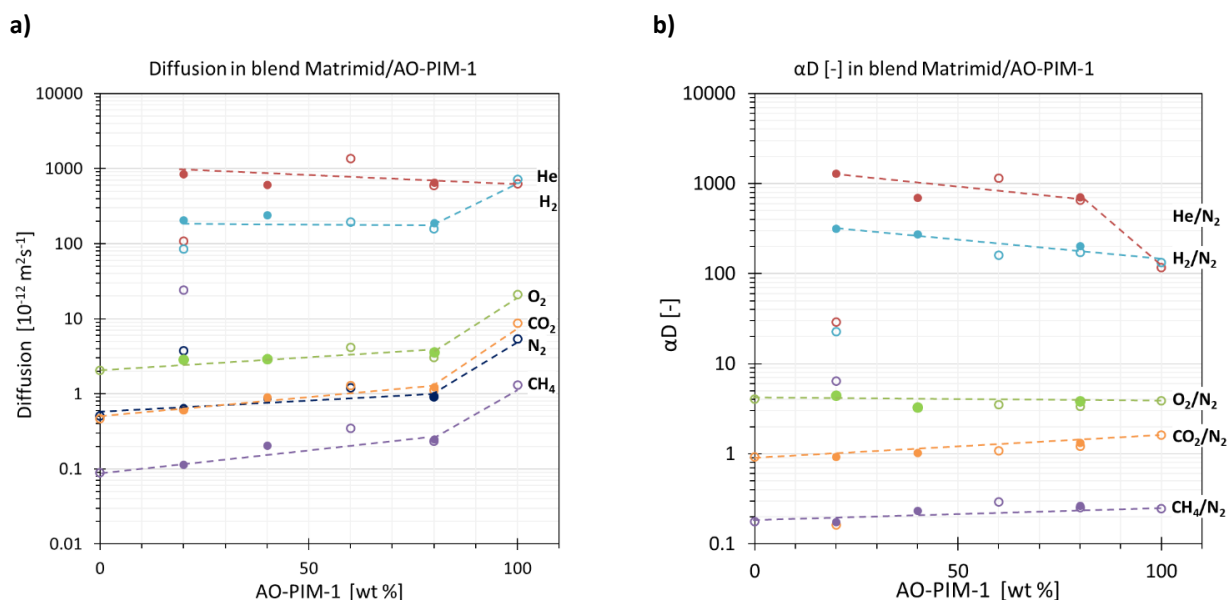 a)
Diffusion in blend Matrimid/AO-PIM-1
Diffusion [10⁻¹² m²s⁻¹]
10000
1000
100
10
1
0.1
0.01
He
H₂
O₂
CO₂
N₂
CH₄
0 50 100
AO-PIM-1 [wt %]
b)
αD [-] in blend Matrimid/AO-PIM-1
αD [-]
10000
1000
100
10
1
0.1
He/N₂
H₂/N₂
O₂/N₂
CO₂/N₂
CH₄/N₂
0 50 100
AO-PIM-1 [wt %]